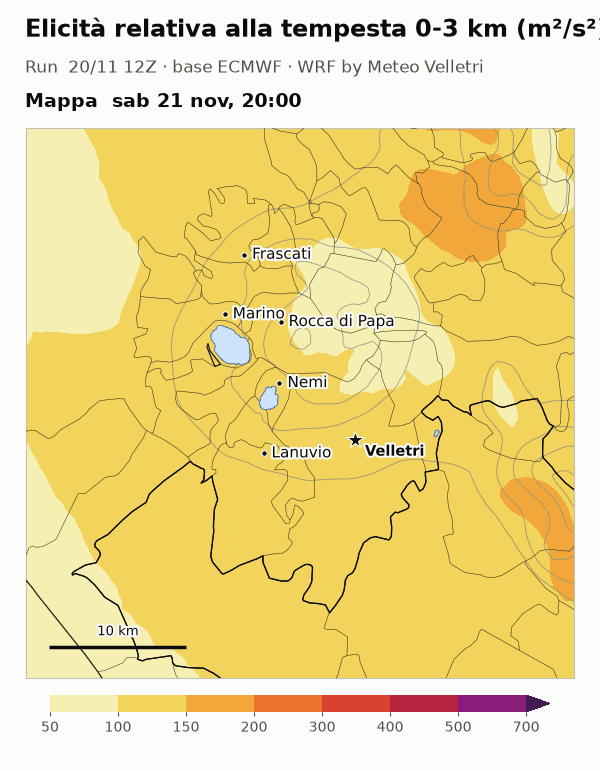 Elicità relativa alla tempesta 0-3 km (m²/s²)
Run  20/11 12Z · base ECMWF · WRF by Meteo Velletri
Mappa  sab 21 nov, 20:00
Frascati
Marino
Rocca di Papa
Nemi
Velletri
Lanuvio
10 km
50 100 150 200 300 400 500 700